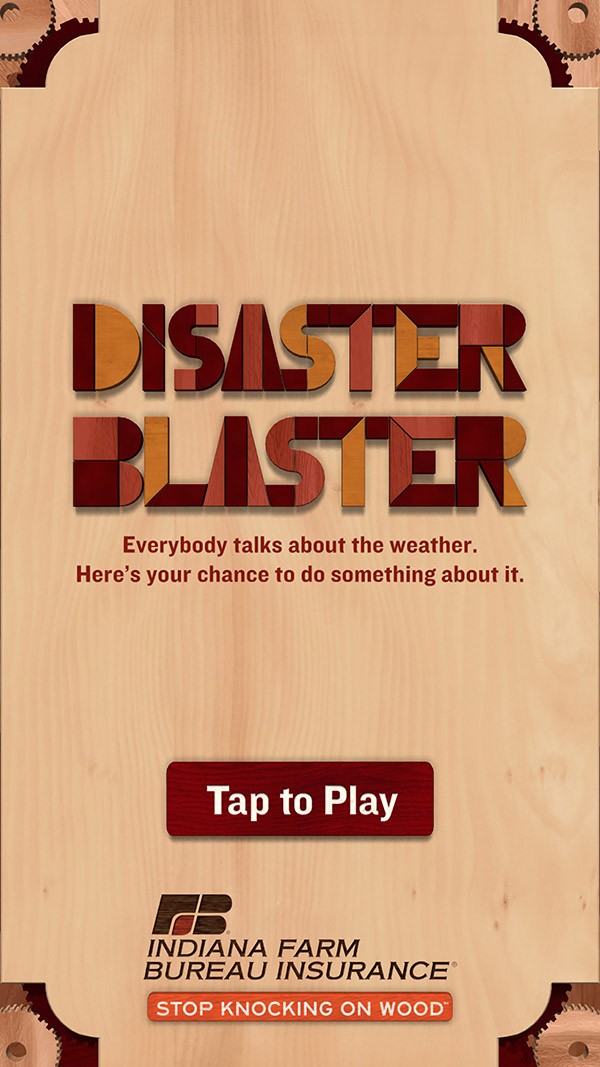 DISASTER
BLASTER
Everybody talks about the weather.
Here's your chance to do something about it.
Tap to Play
FB®
INDIANA FARM
BUREAU INSURANCE®
STOP KNOCKING ON WOOD™